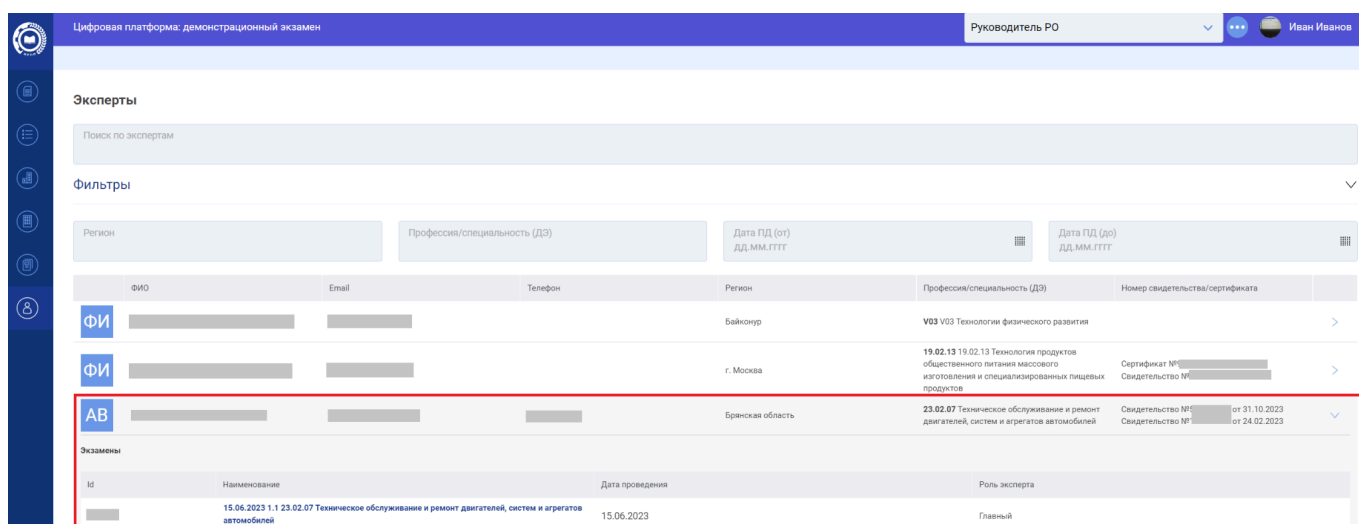 Цифровая платформа: демонстрационный экзамен
Руководитель РО
Иван Иванов
Эксперты
Поиск по экспертам
Фильтры
Регион
Профессия/специальность (ДЭ)
Дата ПД (от)
дд.мм.гггг
Дата ПД (до)
дд.мм.гггг
ФИО Email Телефон Регион Профессия/специальность (ДЭ) Номер свидетельства/сертификата
ФИ Байконур V03 V03 Технологии физического развития
ФИ г. Москва
19.02.13 19.02.13 Технология продуктов
общественного питания массового
изготовления и специализированных пищевых
продуктов
Сертификат №
Свидетельство №
АВ Брянская область
23.02.07 Техническое обслуживание и ремонт
двигателей, систем и агрегатов автомобилей
Свидетельство № от 31.10.2023
Свидетельство № от 24.02.2023
Экзамены
Id Наименование Дата проведения Роль эксперта
15.06.2023 1.1 23.02.07 Техническое обслуживание и ремонт двигателей, систем и агрегатов
автомобилей
15.06.2023
Главный